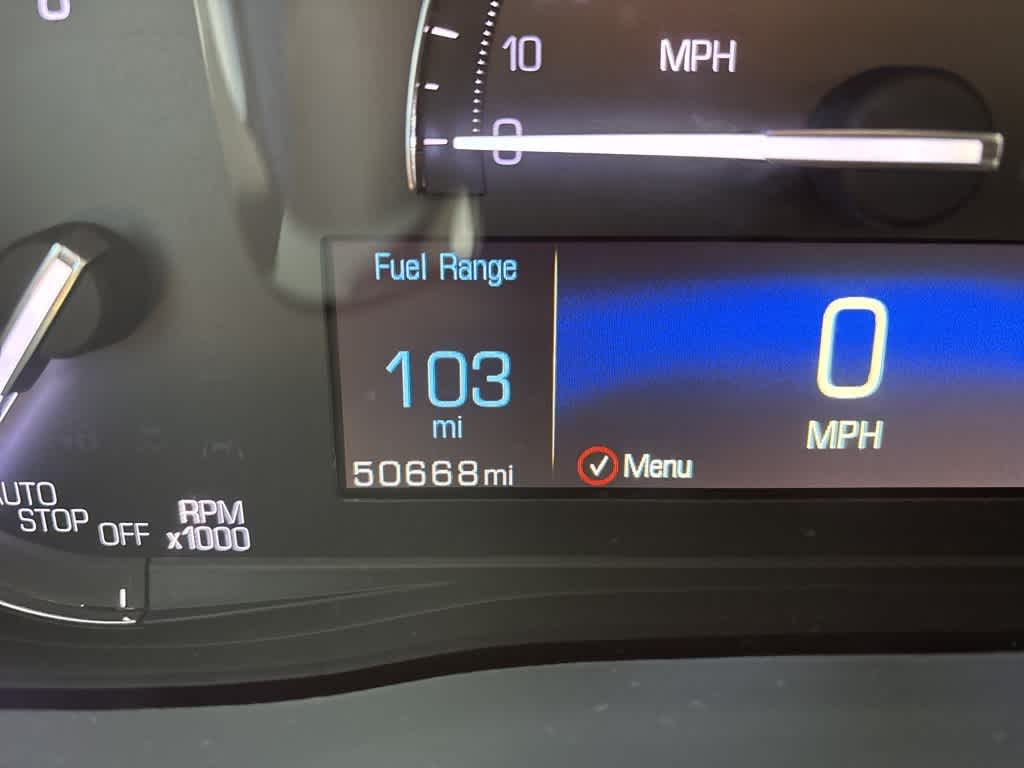 10
MPH
0
Fuel Range
103
mi
50668mi
0
MPH
Menu
AUTO
STOP
OFF
RPM
x1000